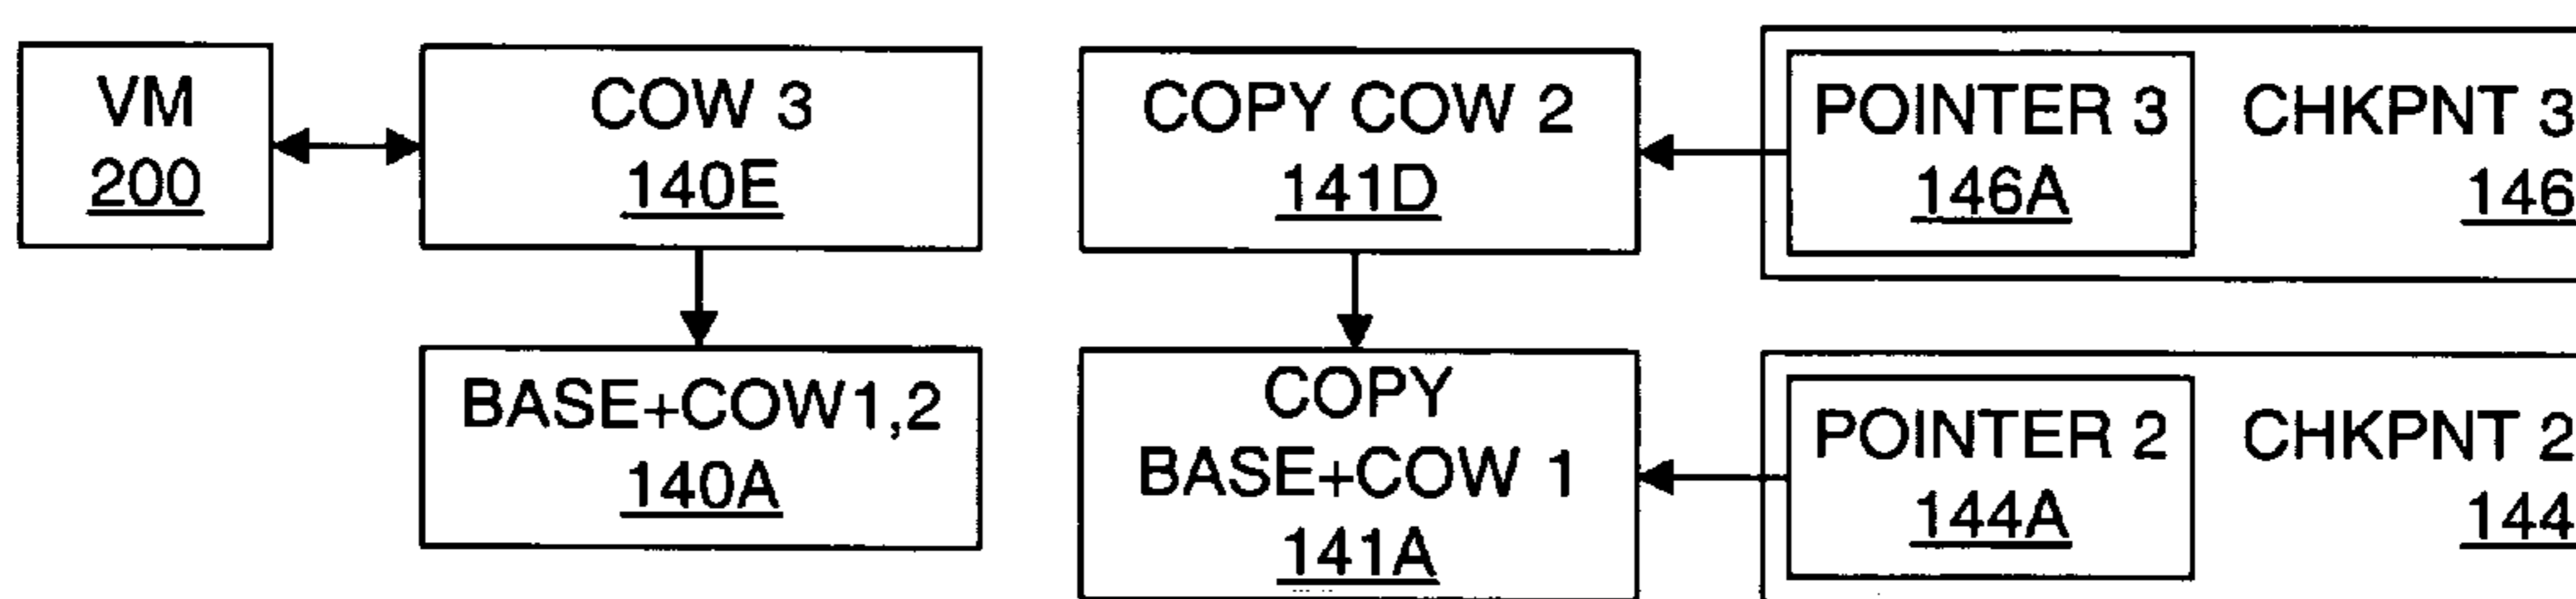 VM
200
COW 3
140E
COPY COW 2
141D
POINTER 3
146A
CHKPNT 3
146
BASE+COW1,2
140A
COPY
BASE+COW 1
141A
POINTER 2
144A
CHKPNT 2
144